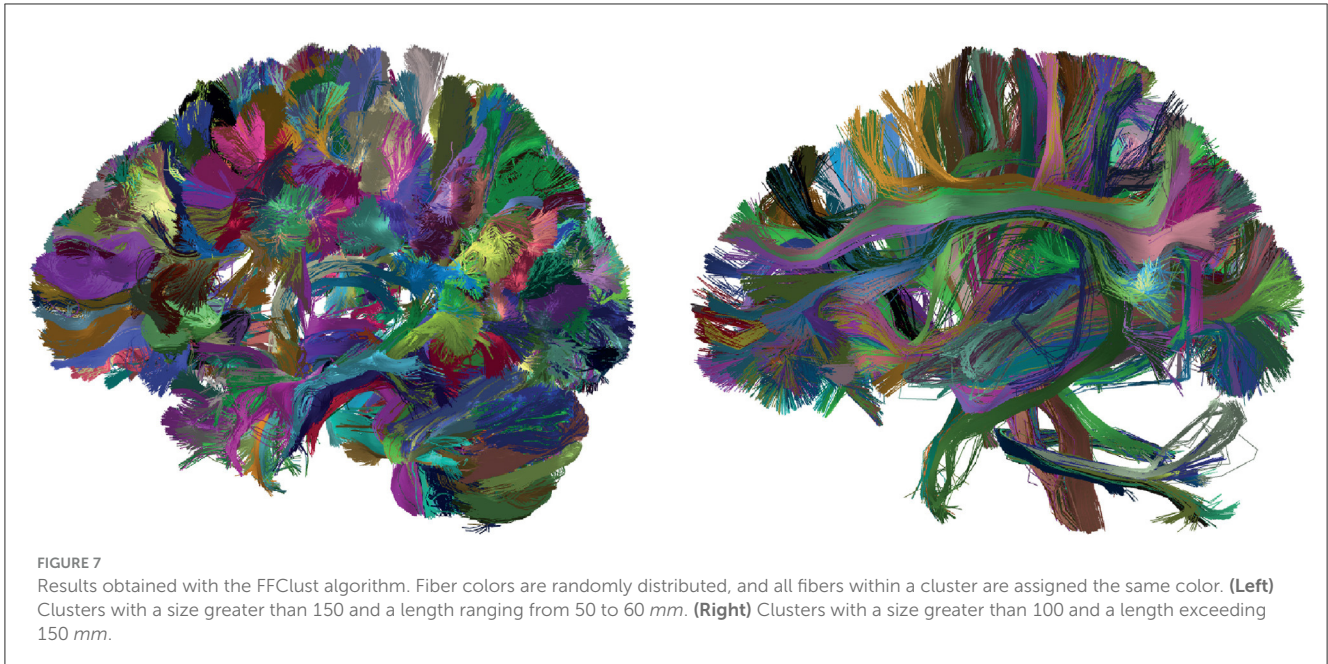 FIGURE 7
Results obtained with the FFClust algorithm. Fiber colors are randomly distributed, and all fibers within a cluster are assigned the same color. (Left)
Clusters with a size greater than 150 and a length ranging from 50 to 60 mm. (Right) Clusters with a size greater than 100 and a length exceeding
150 mm.